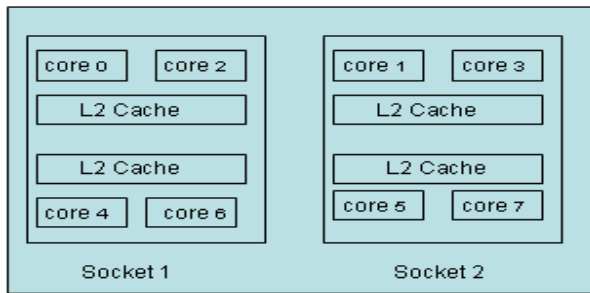 core 0 core 2
L2 Cache
L2 Cache
core 4 core 6
Socket 1
core 1 core 3
L2 Cache
L2 Cache
core 5 core 7
Socket 2